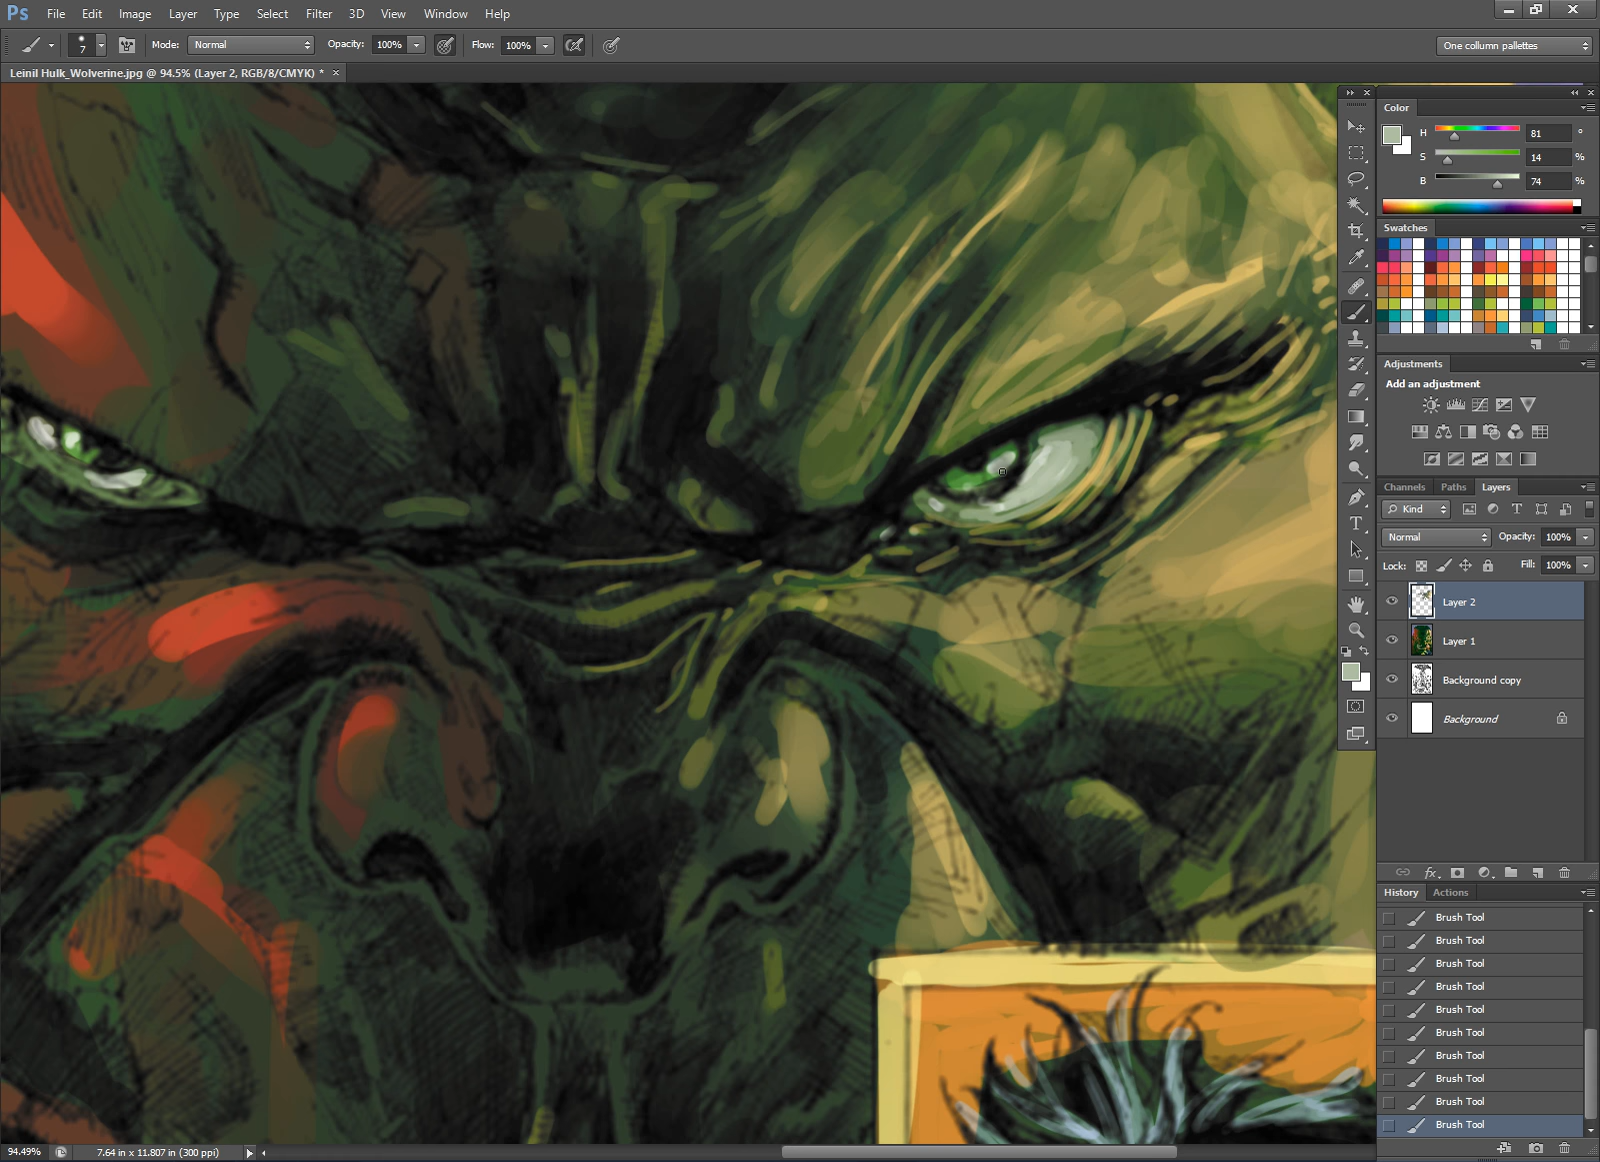 Ps File Edit Image Layer Type Select Filter 3D View Window Help
7 Mode: Normal Opacity: 100% Flow: 100% One collumn palettes
Leinil Hulk_Wolverine.jpg @ 94.5% (Layer 2, RGB/8/CMYK) * ×
Color
H 81 °
S 14 %
B 74 %
Swatches
Adjustments
Add an adjustment
Channels Paths Layers
Kind
Normal Opacity: 100%
Lock: Fill: 100%
Layer 2
Layer 1
Background copy
Background
fx
History Actions
Brush Tool
Brush Tool
Brush Tool
Brush Tool
Brush Tool
Brush Tool
Brush Tool
Brush Tool
Brush Tool
Brush Tool
94.49% 7.64 in x 11.807 in (300 ppi)